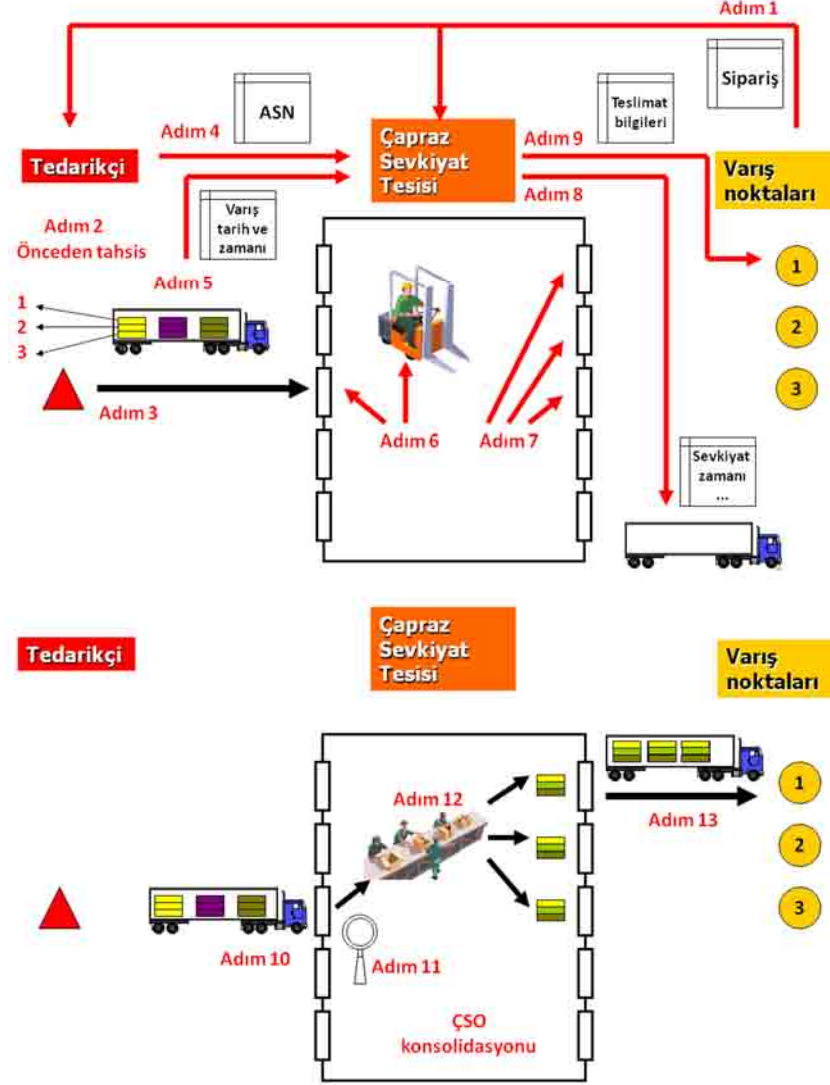 Adım 1
Sipariş
ASN
Teslimat
bilgileri
Adım 4
Çapraz
Sevkiyat
Tesisi
Adım 9
Tedarikçi
Varış
noktaları
Adım 8
Varış
tarih ve
zamanı
Adım 2
Önceden tahsis
Adım 5
1
2
3
1
2
3
Adım 3
Adım 6
Adım 7
Sevkiyat
zamanı
...
Tedarikçi
Çapraz
Sevkiyat
Tesisi
Varış
noktaları
Adım 12
Adım 13
1
2
3
Adım 10
Adım 11
ÇSO
konsolidasyonu